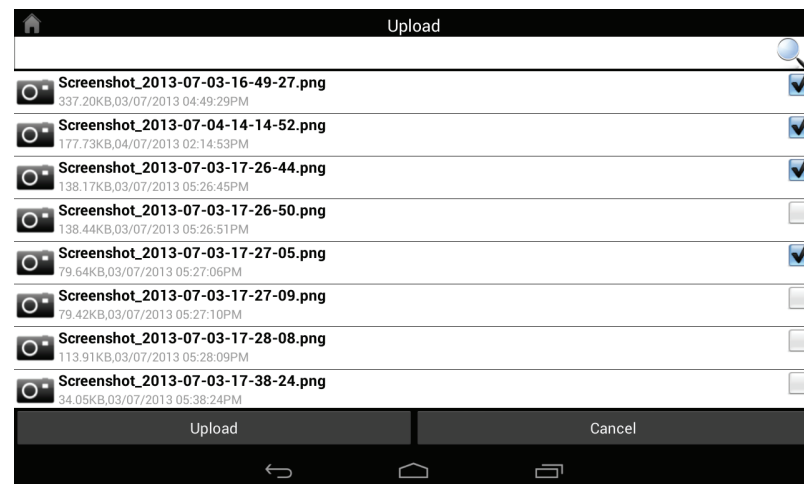 Upload
Screenshot_2013-07-03-16-49-27.png
337.20KB,03/07/2013 04:49:29PM
Screenshot_2013-07-04-14-14-52.png
177.73KB,04/07/2013 02:14:53PM
Screenshot_2013-07-03-17-26-44.png
138.17KB,03/07/2013 05:26:45PM
Screenshot_2013-07-03-17-26-50.png
138.44KB,03/07/2013 05:26:51PM
Screenshot_2013-07-03-17-27-05.png
79.64KB,03/07/2013 05:27:06PM
Screenshot_2013-07-03-17-27-09.png
79.42KB,03/07/2013 05:27:10PM
Screenshot_2013-07-03-17-28-08.png
113.91KB,03/07/2013 05:28:09PM
Screenshot_2013-07-03-17-38-24.png
34.05KB,03/07/2013 05:38:24PM
Upload Cancel